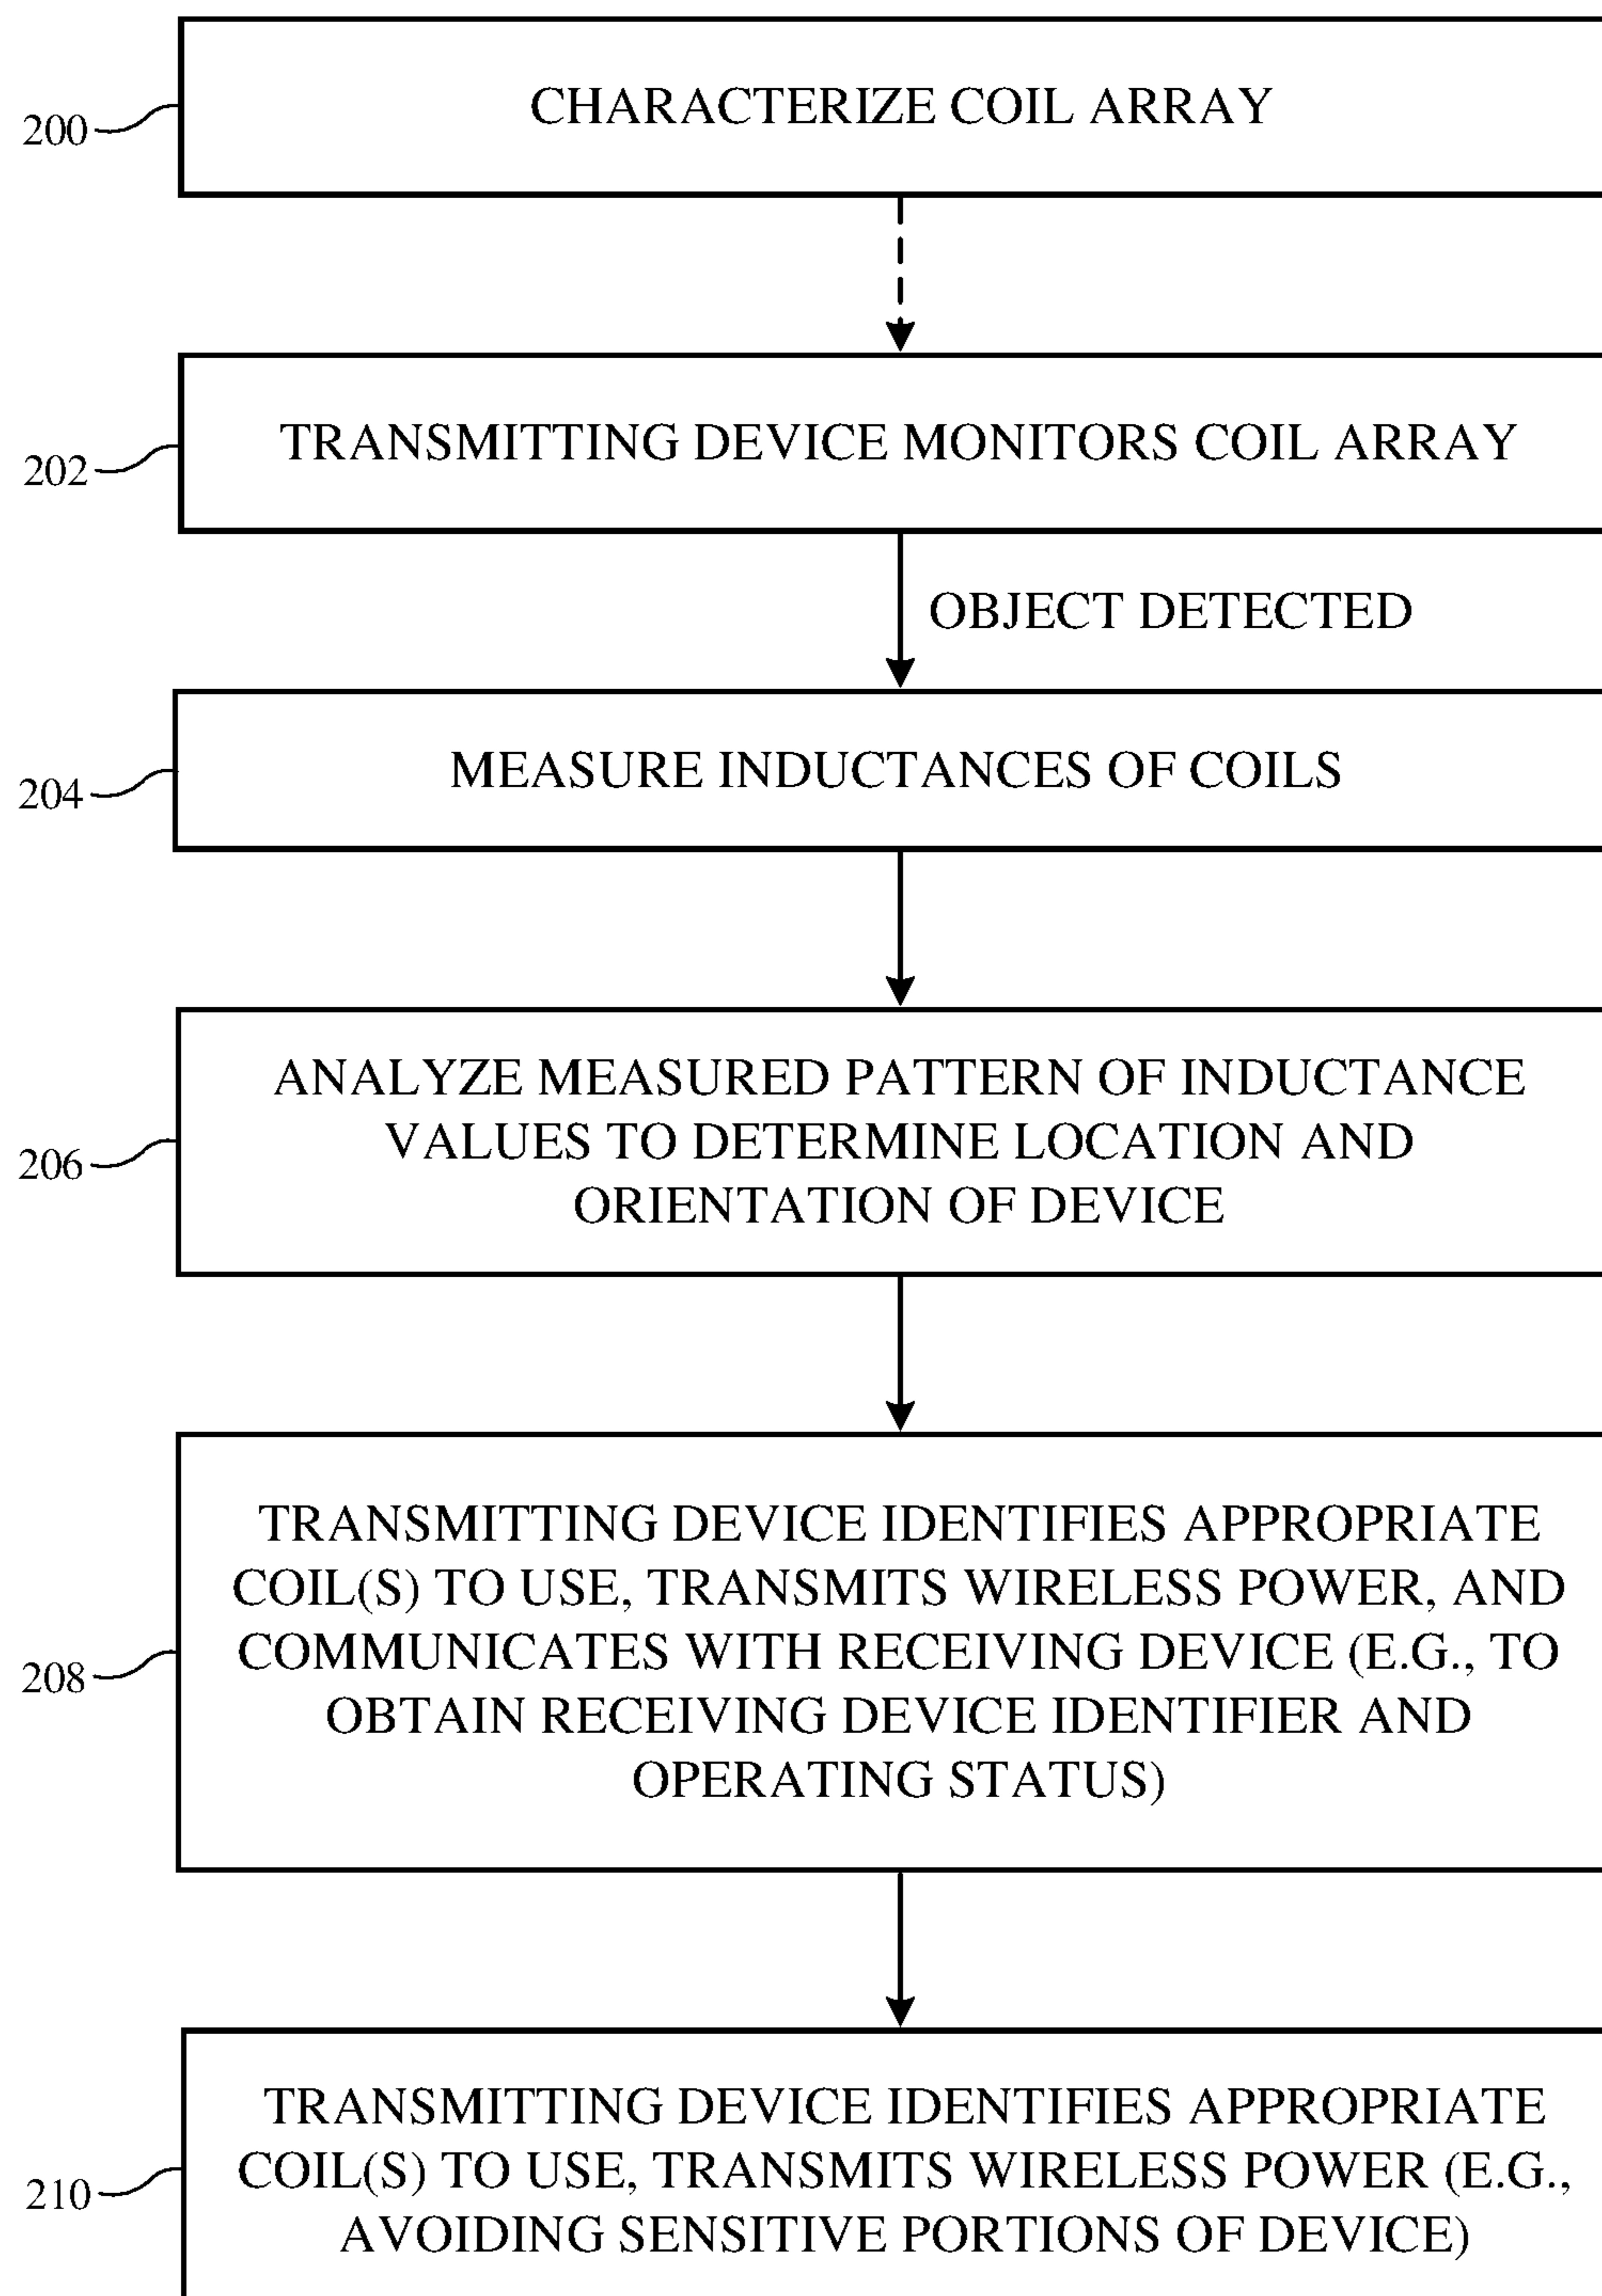 CHARACTERIZE COIL ARRAY
200
TRANSMITTING DEVICE MONITORS COIL ARRAY
202
OBJECT DETECTED
MEASURE INDUCTANCES OF COILS
204
ANALYZE MEASURED PATTERN OF INDUCTANCE
VALUES TO DETERMINE LOCATION AND
ORIENTATION OF DEVICE
206
TRANSMITTING DEVICE IDENTIFIES APPROPRIATE
COIL(S) TO USE, TRANSMITS WIRELESS POWER, AND
COMMUNICATES WITH RECEIVING DEVICE (E.G., TO
OBTAIN RECEIVING DEVICE IDENTIFIER AND
OPERATING STATUS)
208
TRANSMITTING DEVICE IDENTIFIES APPROPRIATE
COIL(S) TO USE, TRANSMITS WIRELESS POWER (E.G.,
AVOIDING SENSITIVE PORTIONS OF DEVICE)
210